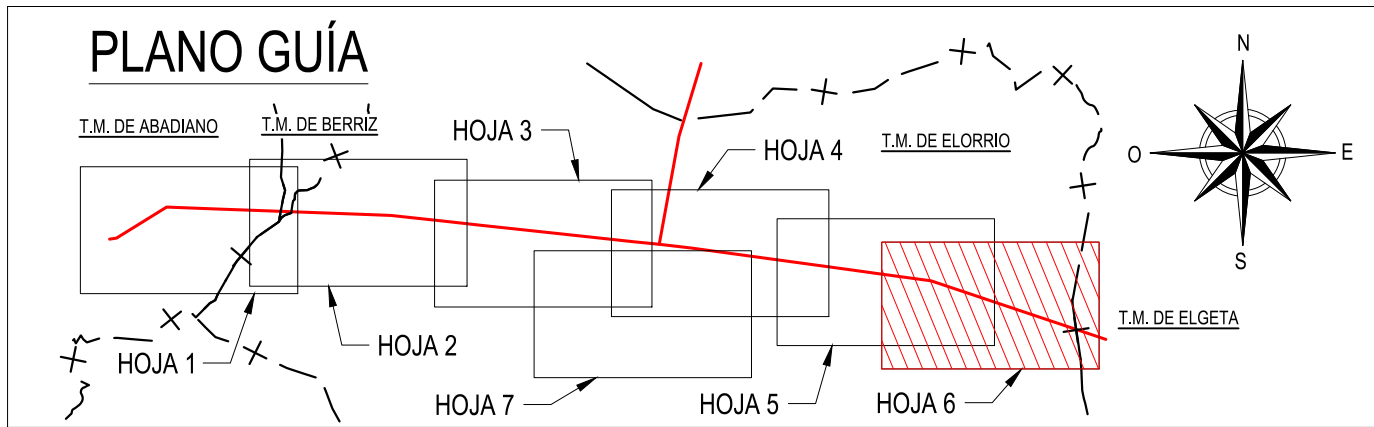 PLANO GUÍA
T.M. DE ABADIANO
T.M. DE BERRIZ
HOJA 3
HOJA 4
T.M. DE ELORRIO
N
O
E
S
T.M. DE ELGETA
HOJA 1
HOJA 2
HOJA 7
HOJA 5
HOJA 6